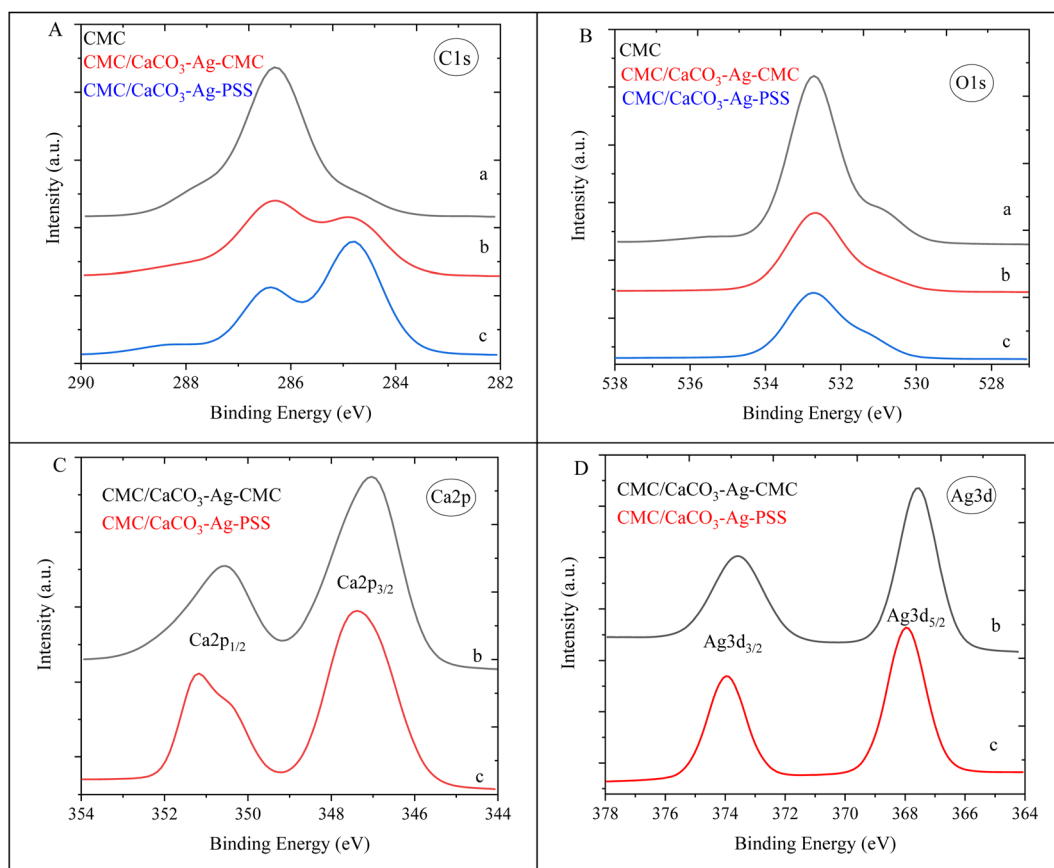 A
CMC
CMC/CaCO₃-Ag-CMC
CMC/CaCO₃-Ag-PSS
C1s
a
b
c
Intensity (a.u.)
290 288 286 284 282
Binding Energy (eV)
B
CMC
CMC/CaCO₃-Ag-CMC
CMC/CaCO₃-Ag-PSS
O1s
a
b
c
Intensity (a.u.)
538 536 534 532 530 528
Binding Energy (eV)
C
CMC/CaCO₃-Ag-CMC
CMC/CaCO₃-Ag-PSS
Ca2p
Ca2p₃/₂
Ca2p₁/₂
b
c
Intensity (a.u.)
354 352 350 348 346 344
Binding Energy (eV)
D
CMC/CaCO₃-Ag-CMC
CMC/CaCO₃-Ag-PSS
Ag3d
Ag3d₅/₂
Ag3d₃/₂
b
c
Intensity (a.u.)
378 376 374 372 370 368 366 364
Binding Energy (eV)